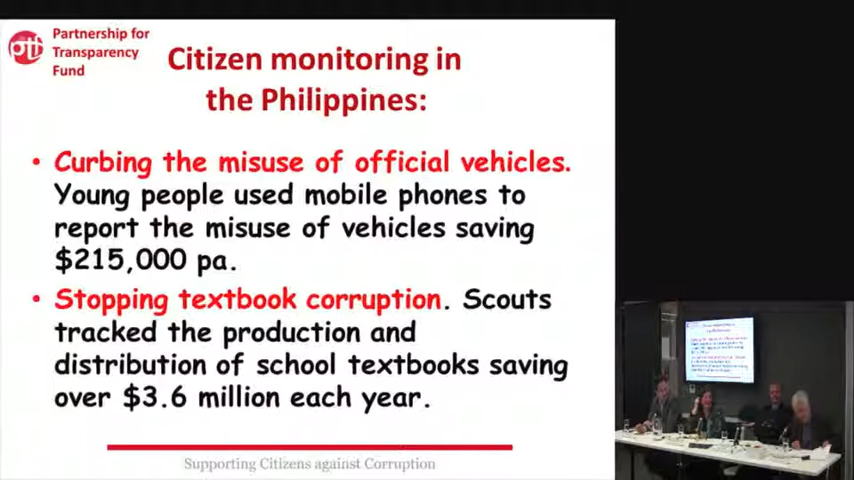 ptf
Partnership for
Transparency
Fund
Citizen monitoring in
the Philippines:
• Curbing the misuse of official vehicles.
Young people used mobile phones to
report the misuse of vehicles saving
$215,000 pa.
• Stopping textbook corruption. Scouts
tracked the production and
distribution of school textbooks saving
over $3.6 million each year.
Supporting Citizens against Corruption